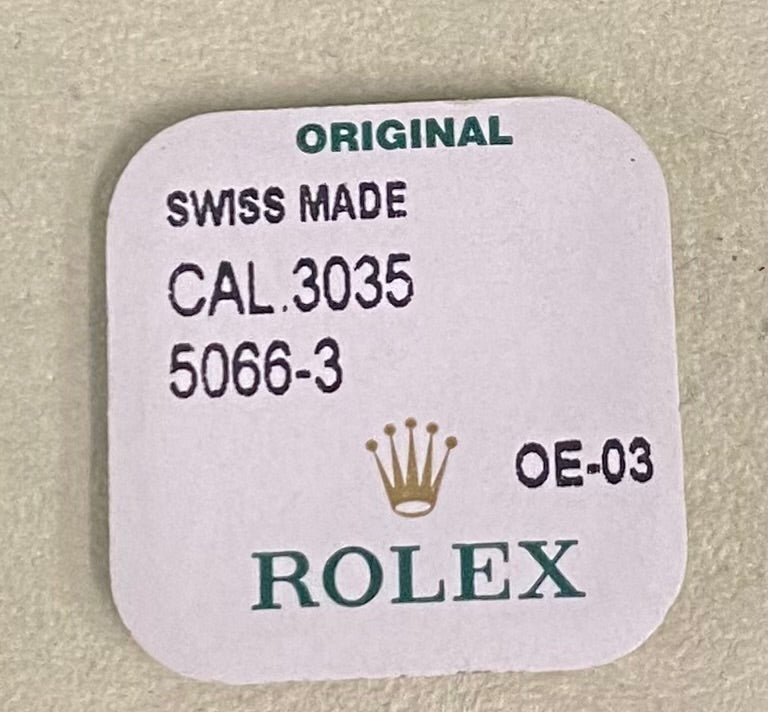 ORIGINAL
SWISS MADE
CAL.3035
5066-3
OE-03
ROLEX